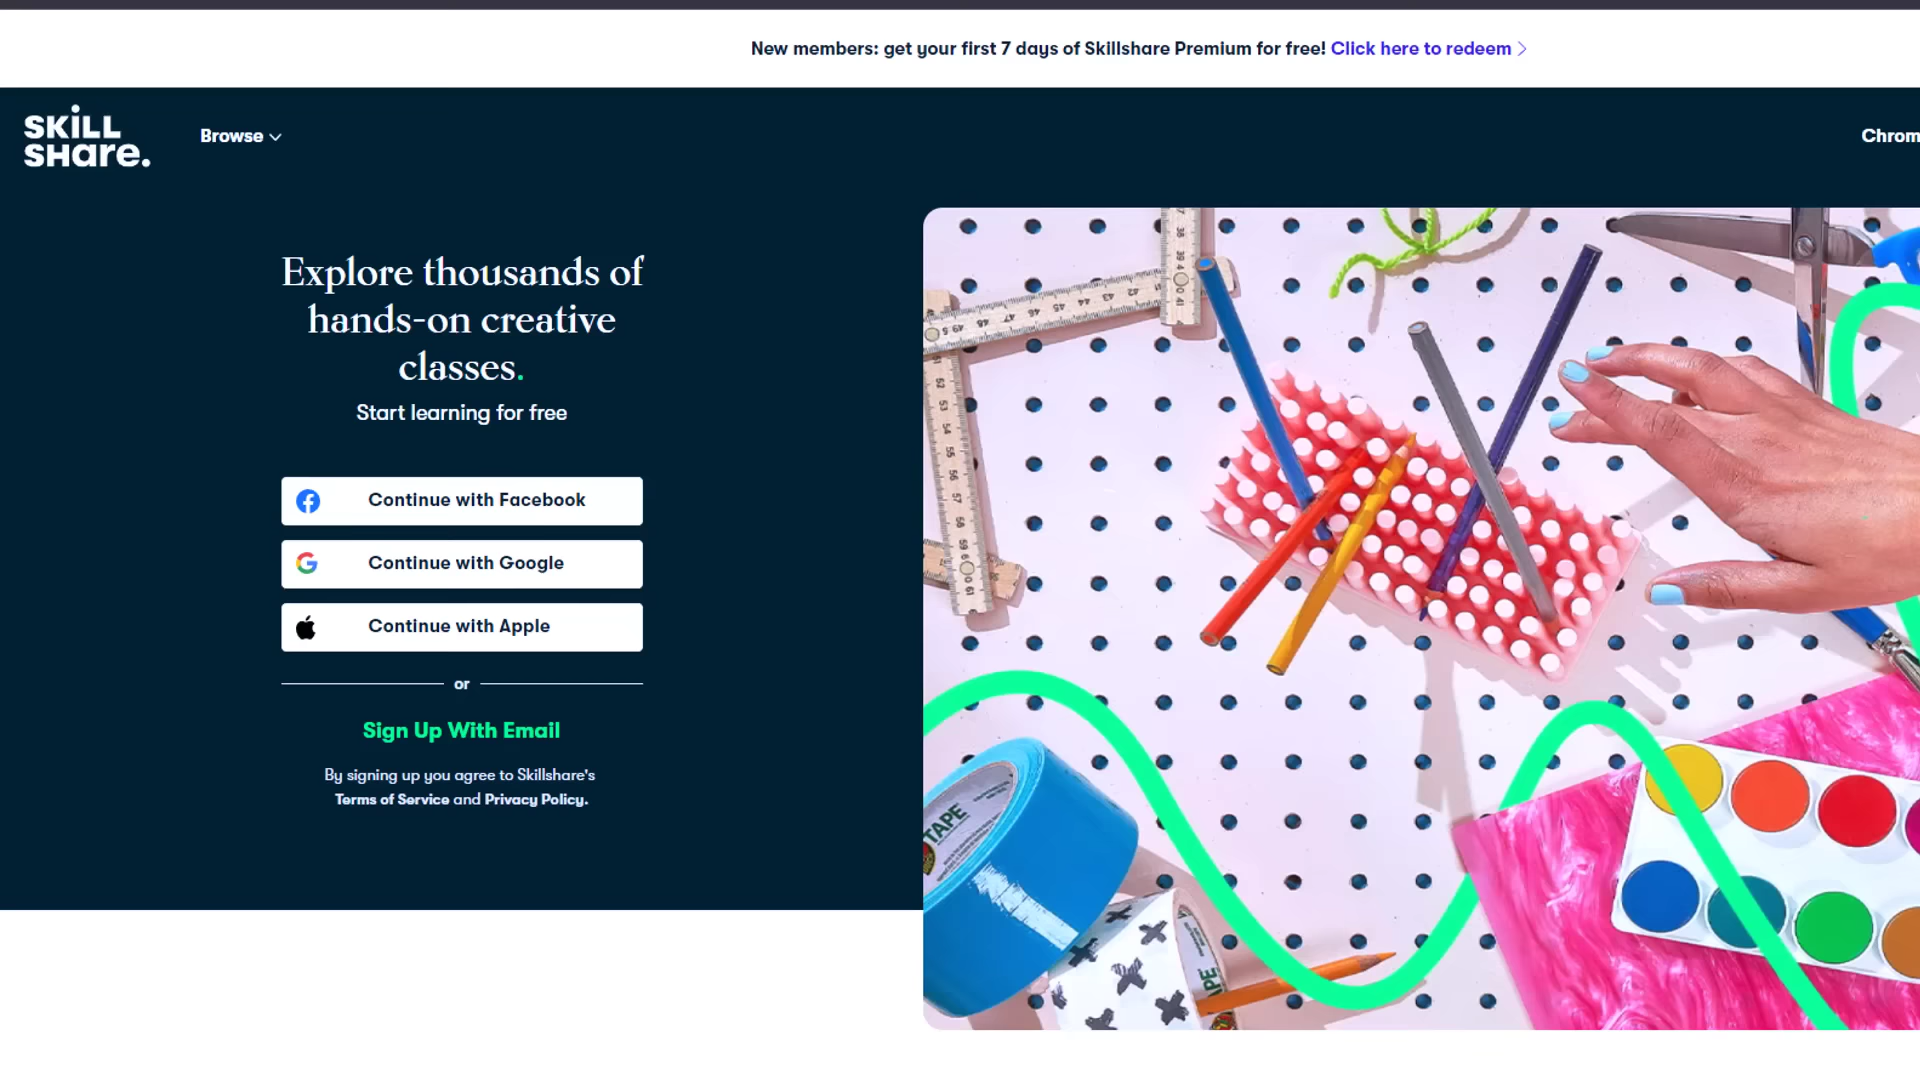 New members: get your first 7 days of Skillshare Premium for free! Click here to redeem
SKiLL
SHare.
Browse
Chrom
Explore thousands of
hands-on creative
classes.
Start learning for free
Continue with Facebook
Continue with Google
Continue with Apple
or
Sign Up With Email
By signing up you agree to Skillshare's
Terms of Service and Privacy Policy.
TAPE